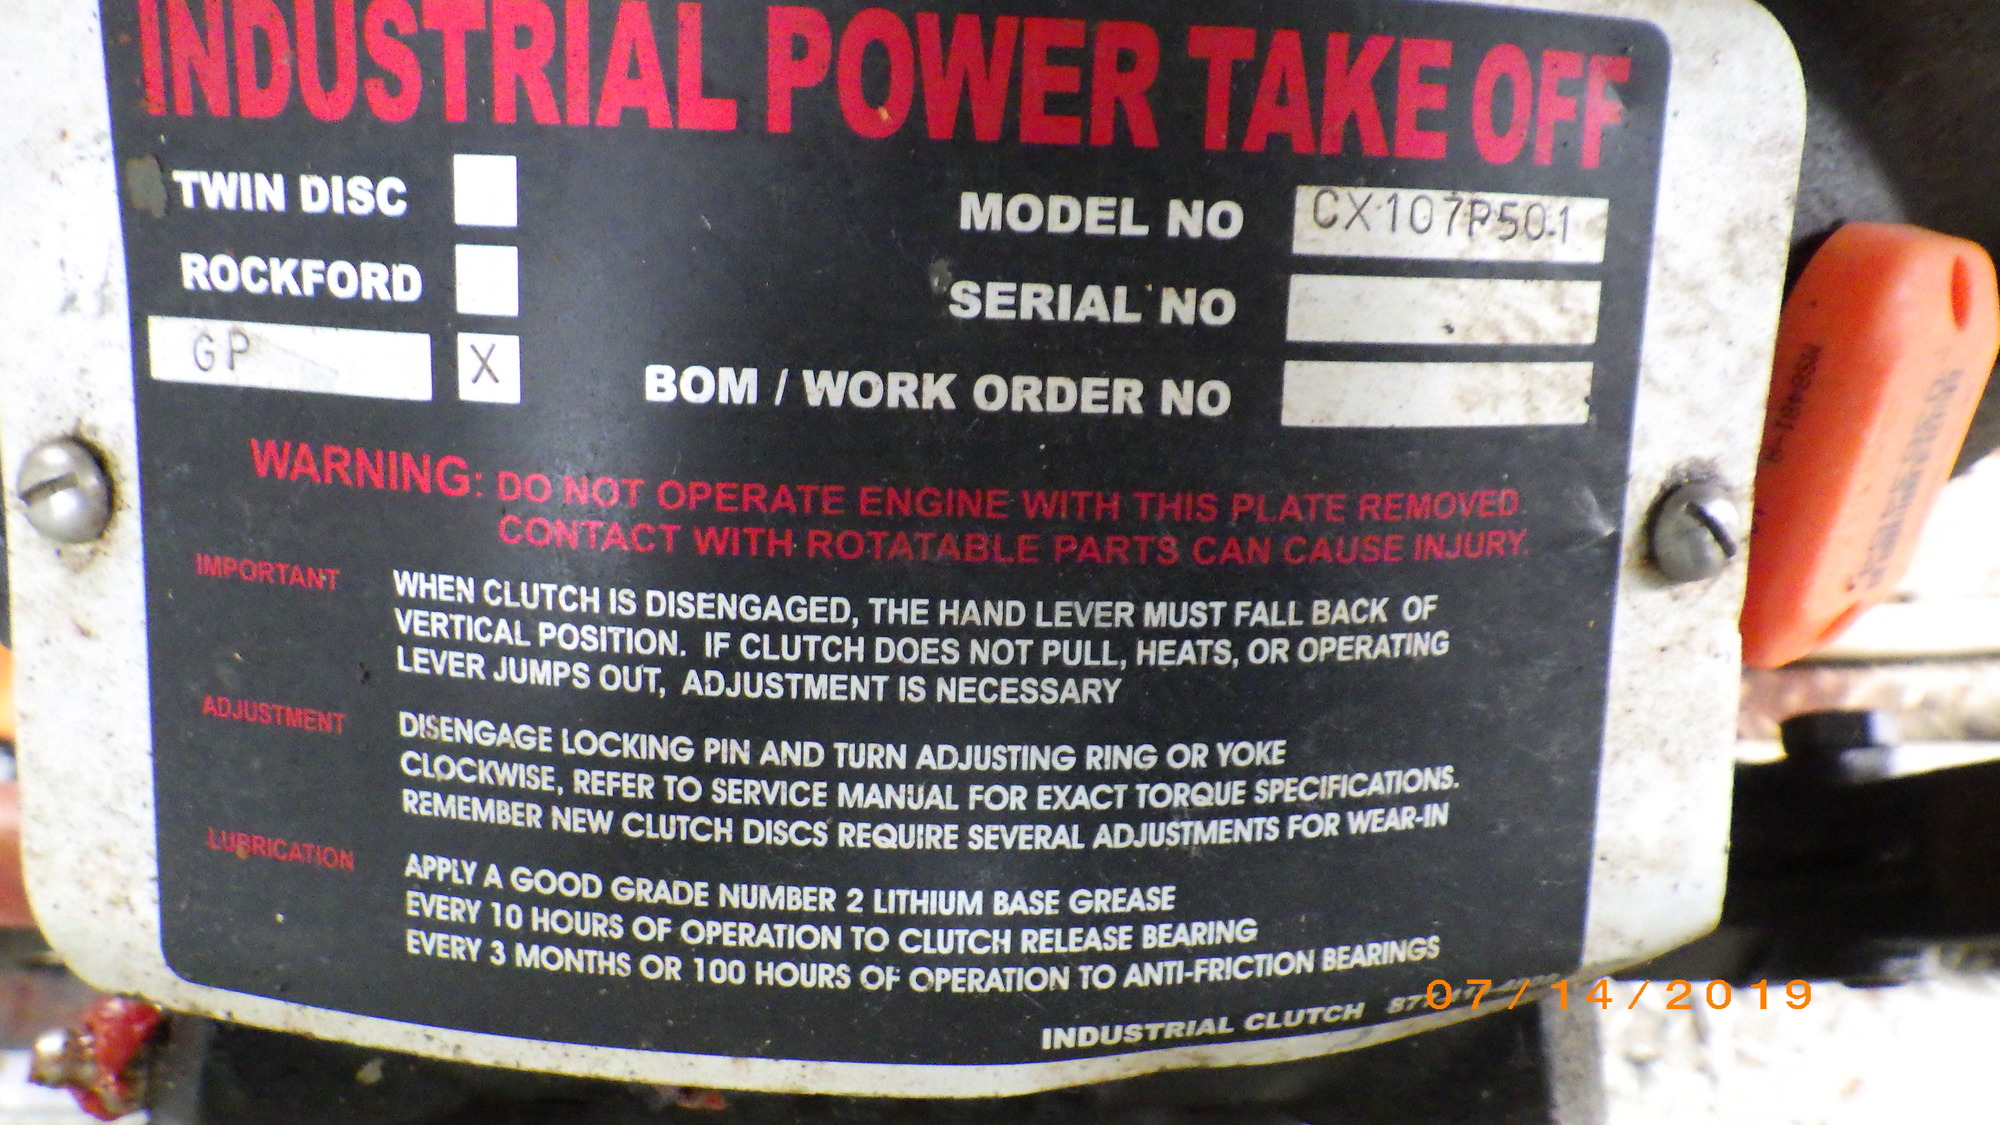 INDUSTRIAL POWER TAKE OFF
TWIN DISC
ROCKFORD
GP X
MODEL NO CX107P501
SERIAL NO
BOM / WORK ORDER NO
WARNING: DO NOT OPERATE ENGINE WITH THIS PLATE REMOVED.
CONTACT WITH ROTATABLE PARTS CAN CAUSE INJURY.
IMPORTANT WHEN CLUTCH IS DISENGAGED, THE HAND LEVER MUST FALL BACK OF
VERTICAL POSITION. IF CLUTCH DOES NOT PULL, HEATS, OR OPERATING
LEVER JUMPS OUT, ADJUSTMENT IS NECESSARY
ADJUSTMENT DISENGAGE LOCKING PIN AND TURN ADJUSTING RING OR YOKE
CLOCKWISE, REFER TO SERVICE MANUAL FOR EXACT TORQUE SPECIFICATIONS.
REMEMBER NEW CLUTCH DISCS REQUIRE SEVERAL ADJUSTMENTS FOR WEAR-IN
LUBRICATION APPLY A GOOD GRADE NUMBER 2 LITHIUM BASE GREASE
EVERY 10 HOURS OF OPERATION TO CLUTCH RELEASE BEARING
EVERY 3 MONTHS OR 100 HOURS OF OPERATION TO ANTI-FRICTION BEARINGS
INDUSTRIAL CLUTCH
07/14/2019